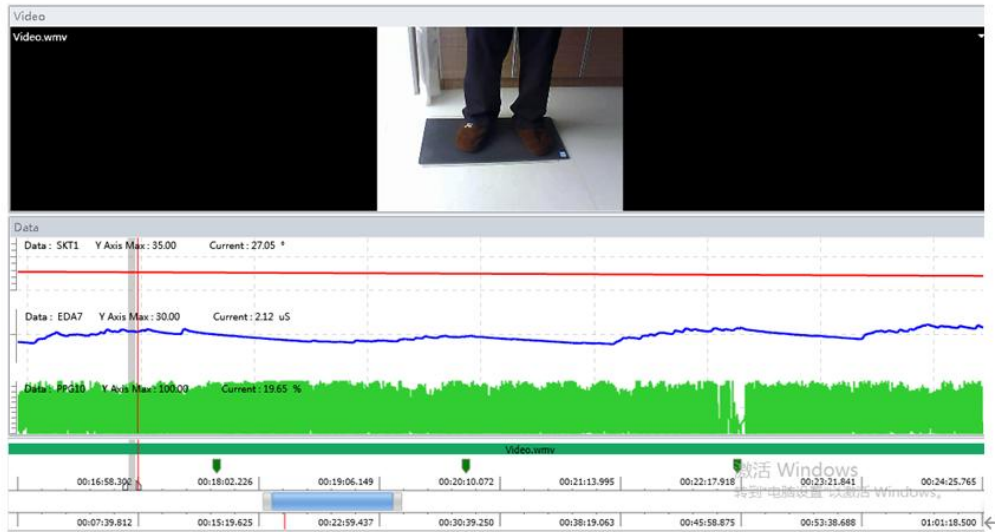 Video
Video.wmv
Data
Data : SKT1 Y Axis Max : 35.00 Current : 27.05 °
Data : EDA7 Y Axis Max : 30.00 Current : 2.12 uS
Data : PPG10 Y Axis Max : 100.00 Current : 19.65 %
Video.wmv
激活 Windows
00:16:58.302 00:18:02.226 00:19:06.149 00:20:10.072 00:21:13.995 00:22:17.918 00:23:21.841 00:24:25.765
转到"电脑设置"以激活 Windows。
00:07:39.812 00:15:19.625 00:22:59.437 00:30:39.250 00:38:19.063 00:45:58.875 00:53:38.688 01:01:18.500